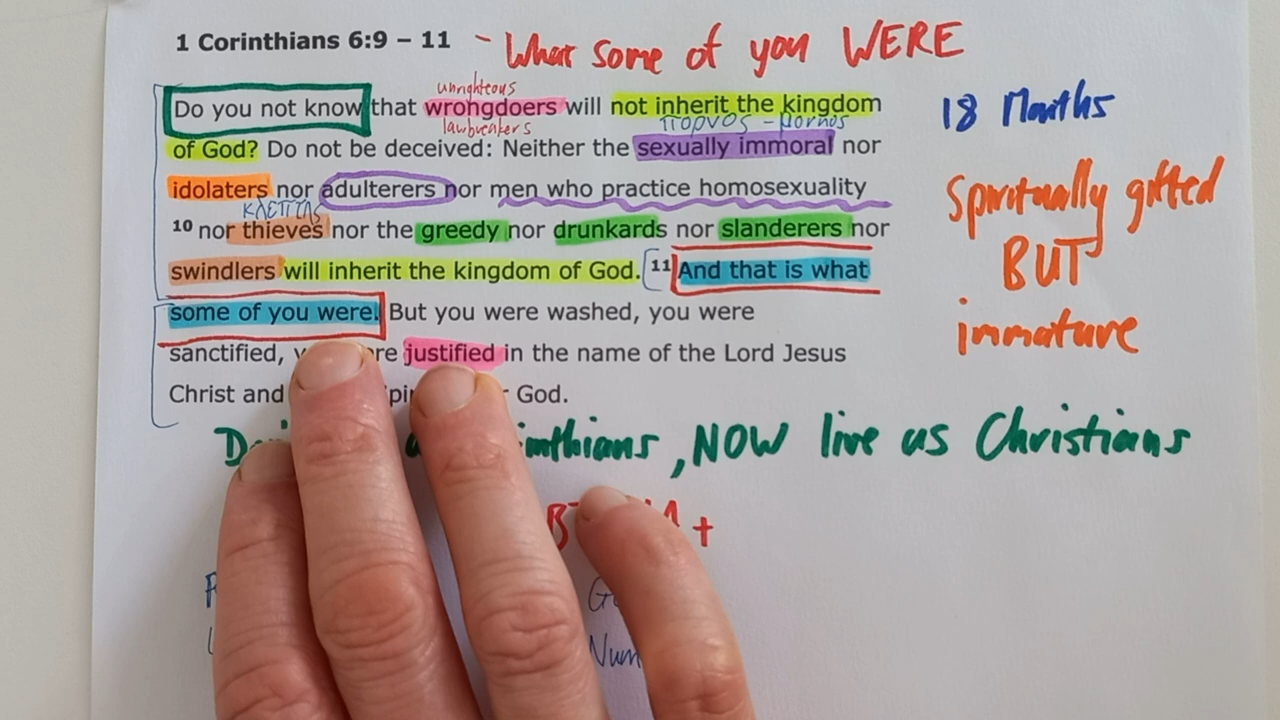 1 Corinthians 6:9 – 11 - What some of you WERE
unrighteous
Do you not know that wrongdoers will not inherit the kingdom
lawbreakers πορνος - pornos
of God? Do not be deceived: Neither the sexually immoral nor
idolaters nor adulterers nor men who practice homosexuality
κλεπτης
10 nor thieves nor the greedy nor drunkards nor slanderers nor
swindlers will inherit the kingdom of God. 11 And that is what
some of you were. But you were washed, you were
sanctified, justified in the name of the Lord Jesus
Christ and God.
18 Months
Spiritually gifted
BUT
immature
, NOW live as Christians
+